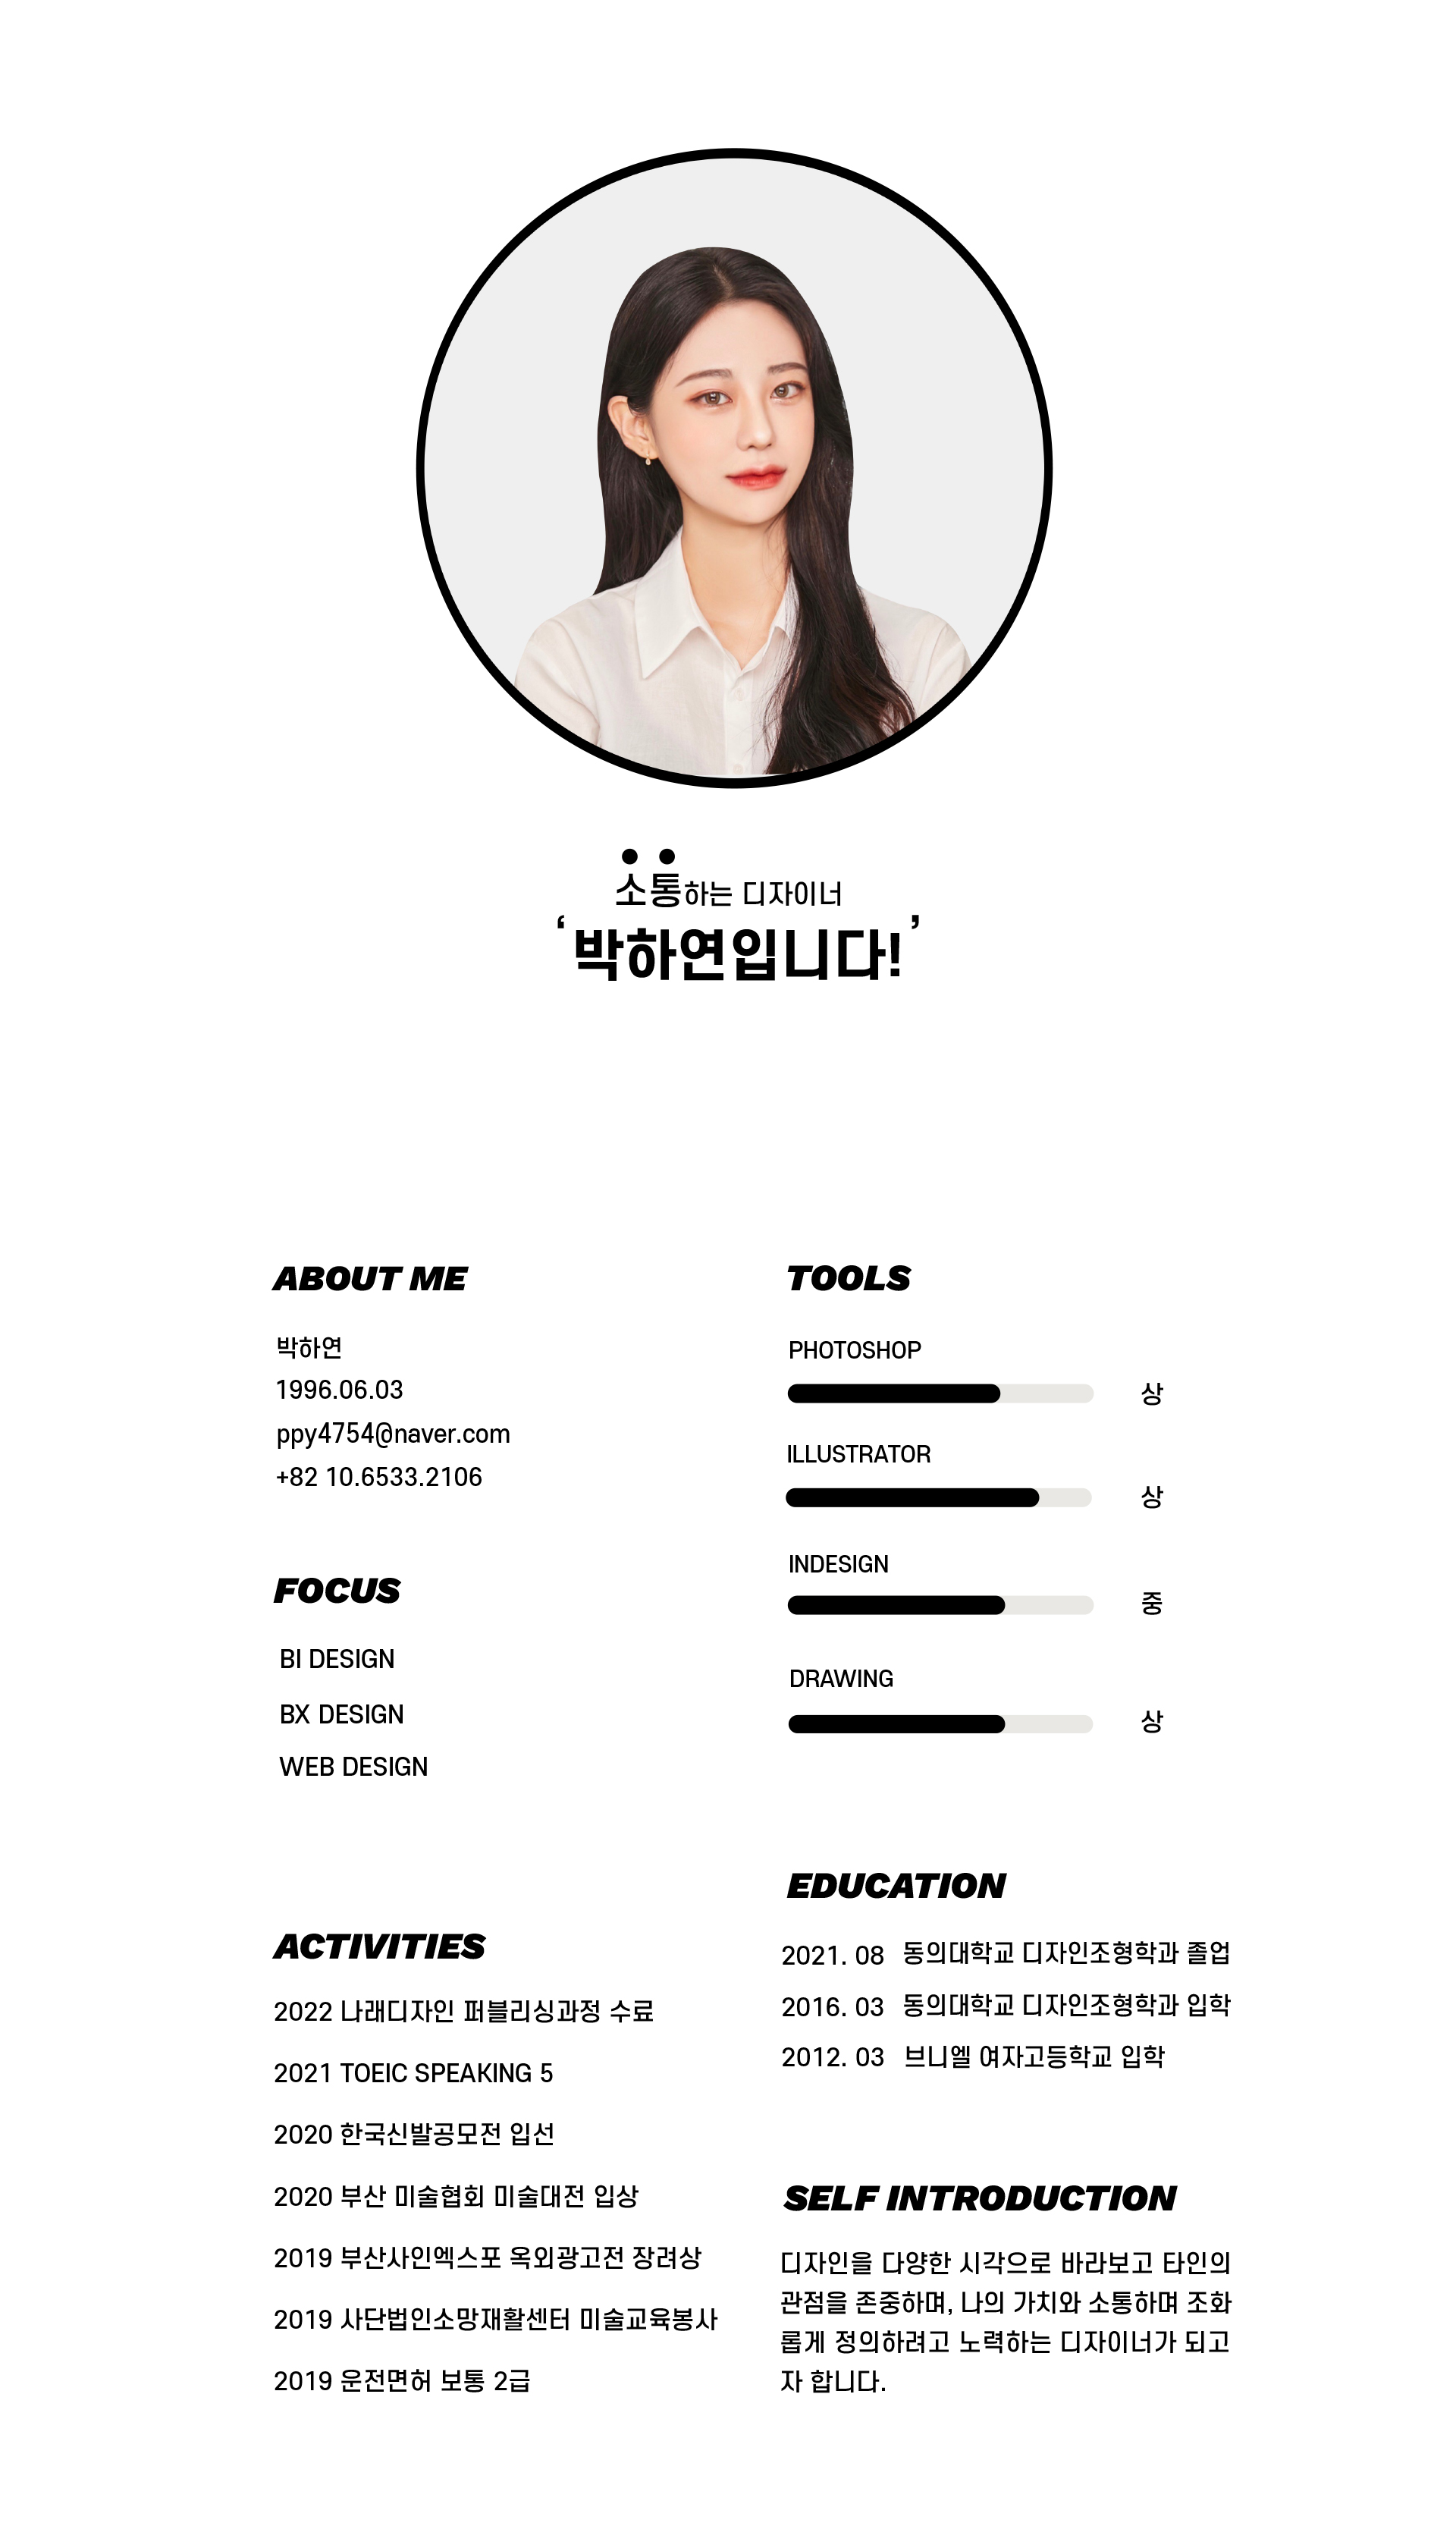 소통하는 디자이너
‘박하연입니다!’
ABOUT ME
박하연
1996.06.03
ppy4754@naver.com
+82 10.6533.2106
FOCUS
BI DESIGN
BX DESIGN
WEB DESIGN
ACTIVITIES
2022 나래디자인 퍼블리싱과정 수료
2021 TOEIC SPEAKING 5
2020 한국신발공모전 입선
2020 부산 미술협회 미술대전 입상
2019 부산사인엑스포 옥외광고전 장려상
2019 사단법인소망재활센터 미술교육봉사
2019 운전면허 보통 2급
TOOLS
PHOTOSHOP
상
ILLUSTRATOR
상
INDESIGN
중
DRAWING
상
EDUCATION
2021. 08 동의대학교 디자인조형학과 졸업
2016. 03 동의대학교 디자인조형학과 입학
2012. 03 브니엘 여자고등학교 입학
SELF INTRODUCTION
디자인을 다양한 시각으로 바라보고 타인의
관점을 존중하며, 나의 가치와 소통하며 조화
롭게 정의하려고 노력하는 디자이너가 되고
자 합니다.